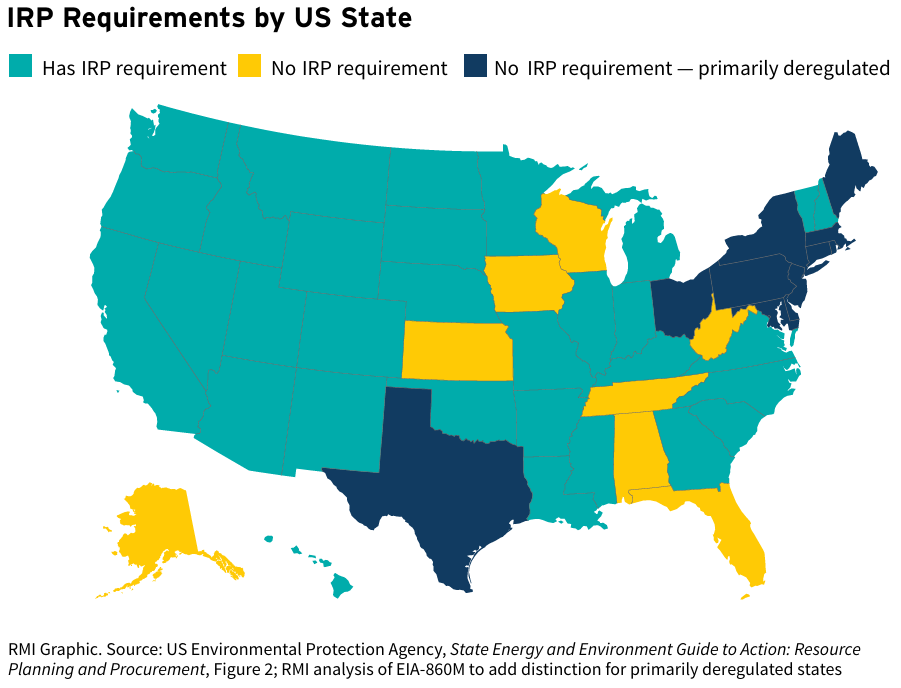 IRP Requirements by US State
Has IRP requirement No IRP requirement No IRP requirement — primarily deregulated
RMI Graphic. Source: US Environmental Protection Agency, State Energy and Environment Guide to Action: Resource
Planning and Procurement, Figure 2; RMI analysis of EIA-860M to add distinction for primarily deregulated states